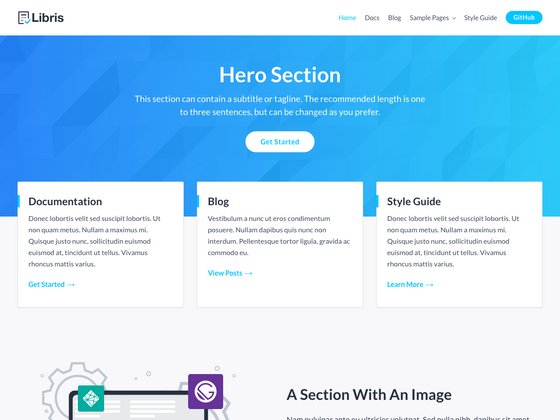 Libris
Home Docs Blog Sample Pages Style Guide GitHub
Hero Section
This section can contain a subtitle or tagline. The recommended length is one
to three sentences, but can be changed as you prefer.
Get Started
Documentation
Donec lobortis velit sed suscipit lobortis. Ut
non quam metus. Nullam a maximus mi.
Quisque justo nunc, sollicitudin euismod
euismod at, tincidunt ut tellus. Vivamus
rhoncus mattis varius.
Get Started →
Blog
Vestibulum a nunc ut eros condimentum
posuere. Nullam dapibus quis nunc non
interdum. Pellentesque tortor ligula, gravida ac
commodo eu.
View Posts →
Style Guide
Donec lobortis velit sed suscipit lobortis. Ut
non quam metus. Nullam a maximus mi.
Quisque justo nunc, sollicitudin euismod
euismod at, tincidunt ut tellus. Vivamus
rhoncus mattis varius.
Learn More →
A Section With An Image